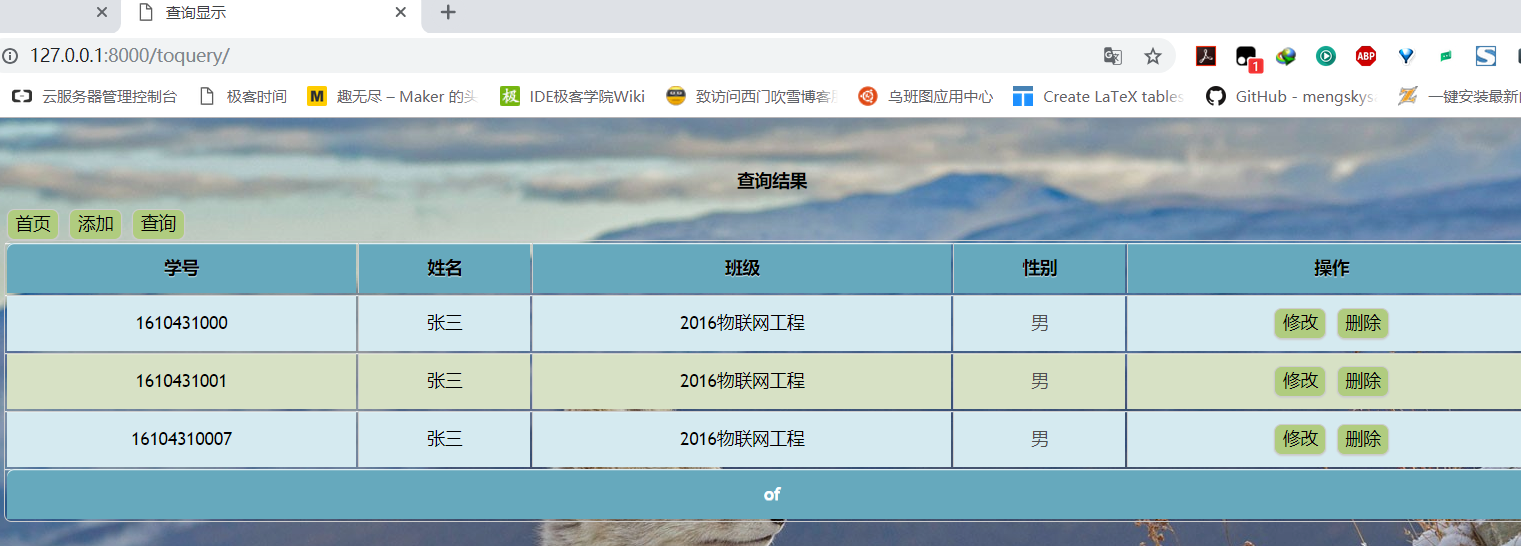 查询显示
127.0.0.1:8000/toquery/
1
ABP
云服务器管理控制台 极客时间 M 趣无尽 – Maker 的 极 IDE极客学院Wiki 致访问西门吹雪博客 乌班图应用中心 Create LaTeX tables GitHub - mengsky 一键安装最新
查询结果
首页 添加 查询
学号 姓名 班级 性别 操作
1610431000 张三 2016物联网工程 男 修改 删除
1610431001 张三 2016物联网工程 男 修改 删除
16104310007 张三 2016物联网工程 男 修改 删除
of